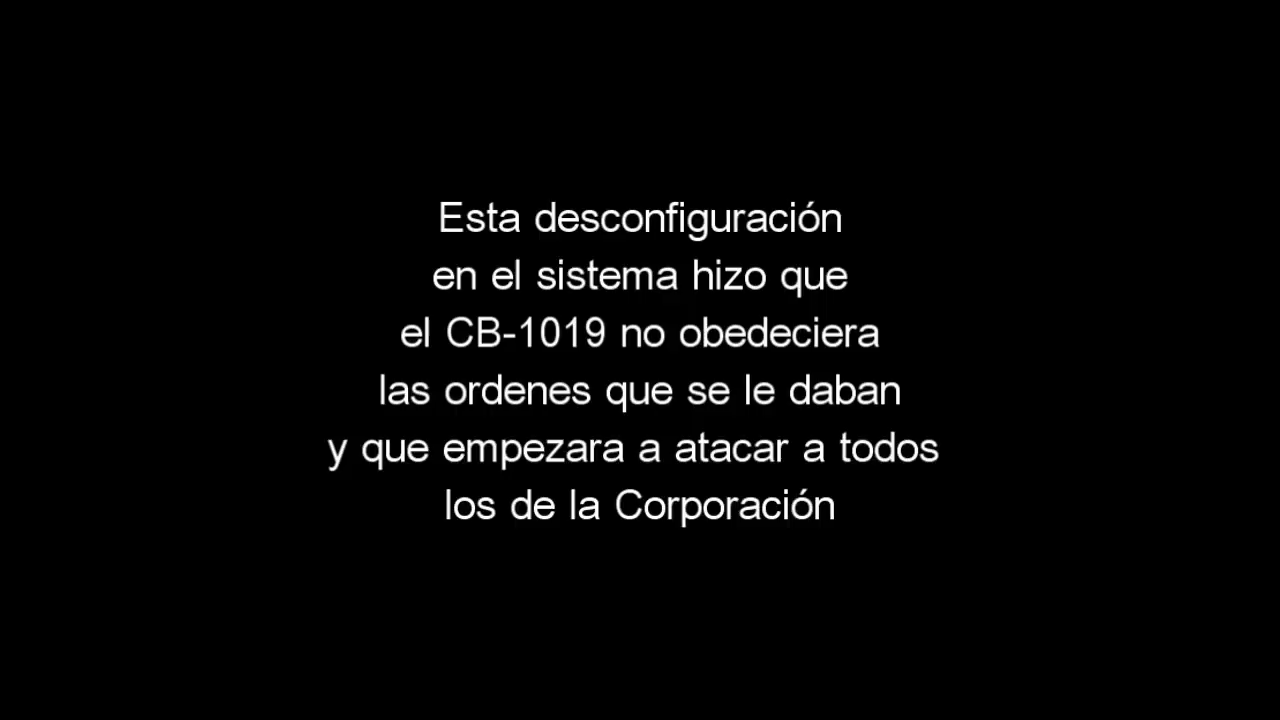 Esta desconfiguración
en el sistema hizo que
el CB-1019 no obedeciera
las ordenes que se le daban
y que empezara a atacar a todos
los de la Corporación